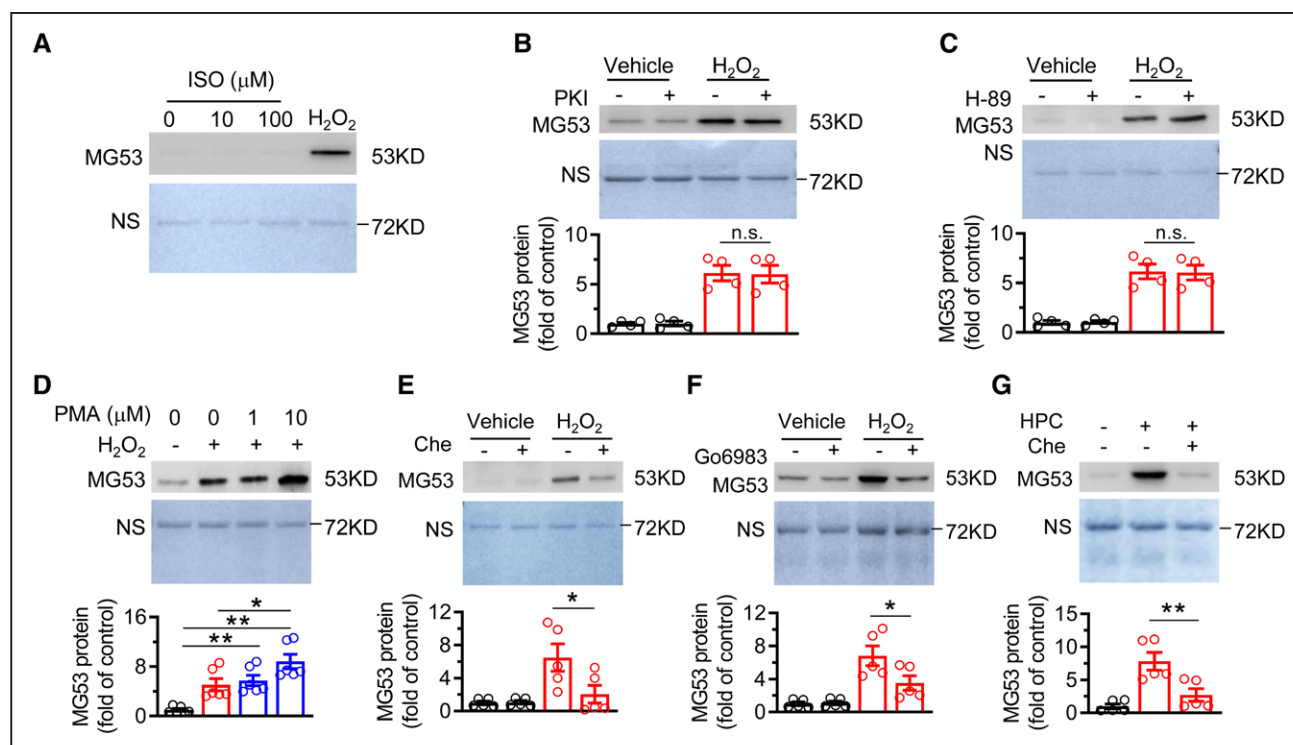 A
ISO (μM)
0 10 100 H₂O₂
MG53 53KD
NS 72KD
B
Vehicle H₂O₂
PKI - + - +
MG53 53KD
NS 72KD
n.s.
MG53 protein
(fold of control)
10
5
0
C
Vehicle H₂O₂
H-89 - + - +
MG53 53KD
NS 72KD
n.s.
MG53 protein
(fold of control)
10
5
0
D
PMA (μM) 0 0 1 10
H₂O₂ - + + +
MG53 53KD
NS 72KD
*
**
**
MG53 protein
(fold of control)
16
8
0
E
Vehicle H₂O₂
Che - + - +
MG53 53KD
NS 72KD
*
MG53 protein
(fold of control)
12
8
4
0
F
Vehicle H₂O₂
Go6983 - + - +
MG53 53KD
NS 72KD
*
MG53 protein
(fold of control)
12
8
4
0
G
HPC - + +
Che - - +
MG53 53KD
NS 72KD
**
MG53 protein
(fold of control)
15
10
5
0